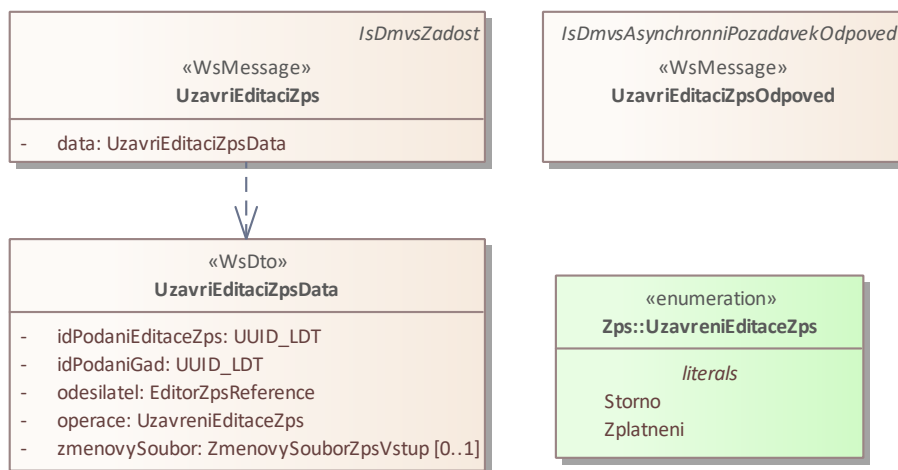 IsDmvsZadost
«WsMessage»
UzavriEditaciZps
- data: UzavriEditaciZpsData
IsDmvsAsynchronniPozadavekOdpoved
«WsMessage»
UzavriEditaciZpsOdpoved
«WsDto»
UzavriEditaciZpsData
- idPodaniEditaceZps: UUID_LDT
- idPodaniGad: UUID_LDT
- odesilatel: EditorZpsReference
- operace: UzavreniEditaceZps
- zmenovySoubor: ZmenovySouborZpsVstup [0..1]
«enumeration»
Zps::UzavreniEditaceZps
literals
Storno
Zplatneni